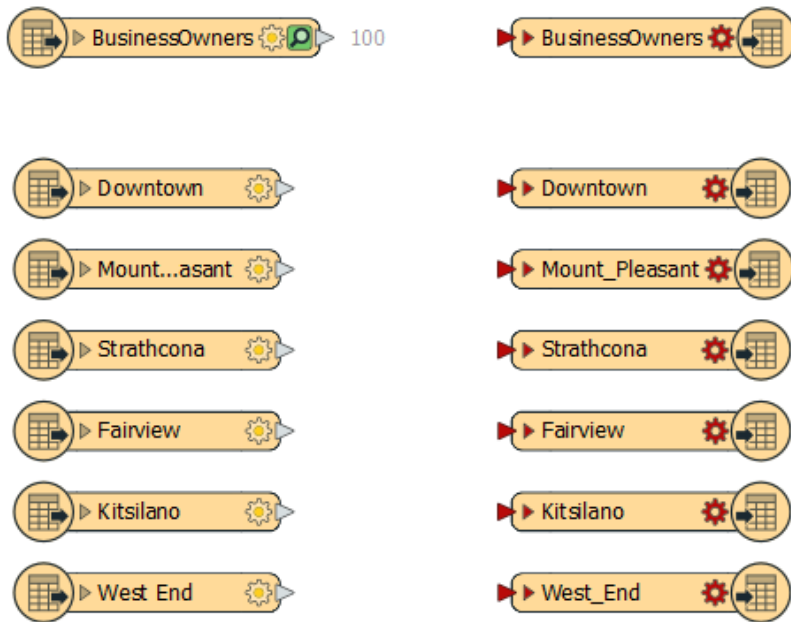 BusinessOwners 100 BusinessOwners
Downtown Downtown
Mount...asant Mount_Pleasant
Strathcona Strathcona
Fairview Fairview
Kitsilano Kitsilano
West End West_End